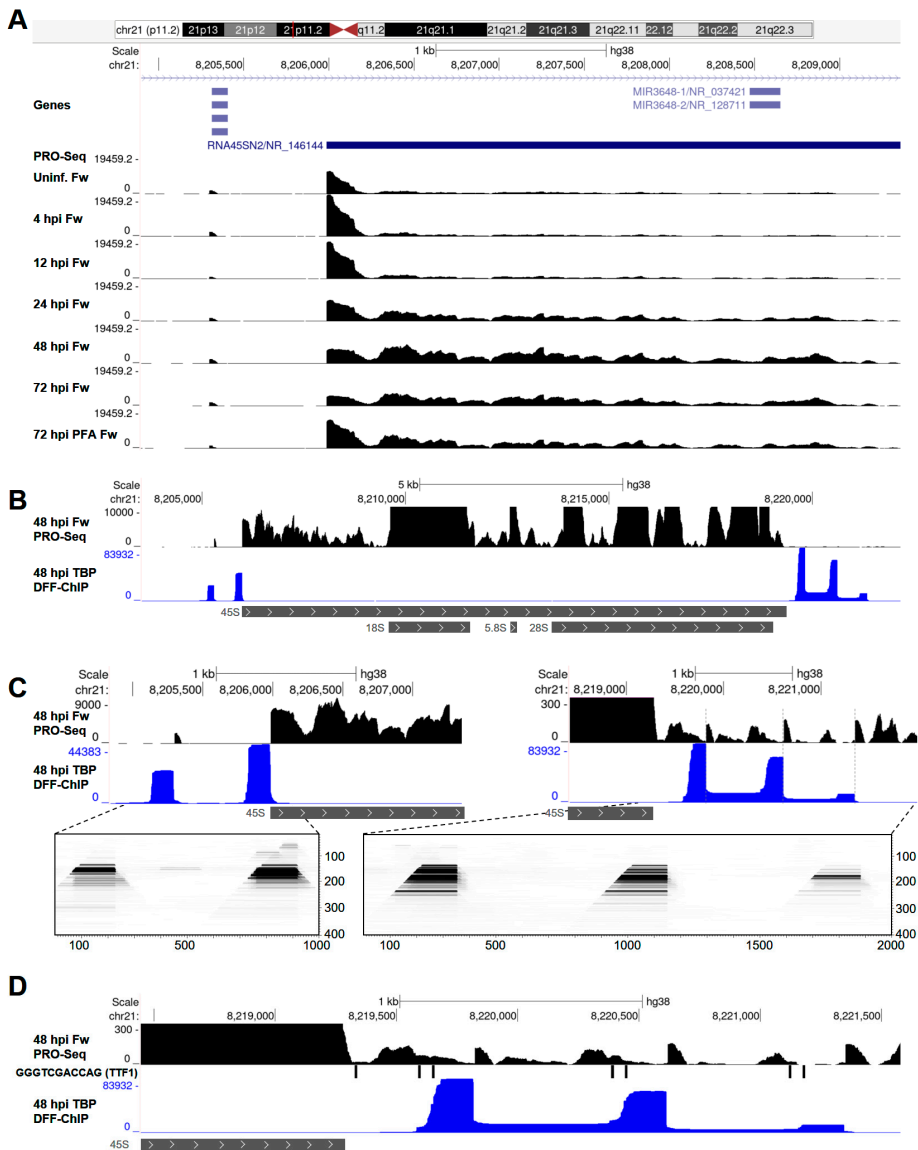 A
chr21 (p11.2) 21p13 21p12 21p11.2 q11.2 21q21.1 21q21.2 21q21.3 21q22.11 22.12 21q22.2 21q22.3
Scale 1 kb hg38
chr21: 8,205,500 8,206,000 8,206,500 8,207,000 8,207,500 8,208,000 8,208,500 8,209,000
Genes
MIR3648-1/NR_037421
MIR3648-2/NR_128711
RNA45SN2/NR_146144
PRO-Seq 19459.2 -
Uninf. Fw
0 _
19459.2 -
4 hpi Fw
0 _
19459.2 -
12 hpi Fw
0 _
19459.2 -
24 hpi Fw
0 _
19459.2 -
48 hpi Fw
0 _
19459.2 -
72 hpi Fw
0 _
19459.2 -
72 hpi PFA Fw
0 _
B
Scale 5 kb hg38
chr21: 8,205,000 8,210,000 8,215,000 8,220,000
48 hpi Fw 10000 -
PRO-Seq 0 _
83932 -
48 hpi TBP
DFF-ChIP 0 _
45S
18S 5.8S 28S
C
Scale 1 kb hg38
chr21: 8,205,500 8,206,000 8,206,500 8,207,000
48 hpi Fw 9000 -
PRO-Seq 0 _
44383 -
48 hpi TBP
DFF-ChIP 0 _
45S
Scale 1 kb hg38
chr21: 8,219,000 8,220,000 8,221,000
300 -
0 _
83932 -
0 _
45S
100
200
300
400
100 500 1000
100
200
300
400
100 500 1000 1500 2000
D
Scale 1 kb hg38
chr21: 8,219,000 8,219,500 8,220,000 8,220,500 8,221,000 8,221,500
48 hpi Fw 300 -
PRO-Seq 0 _
GGGTCGACCAG (TTF1)
83932 -
48 hpi TBP
DFF-ChIP 0 _
45S